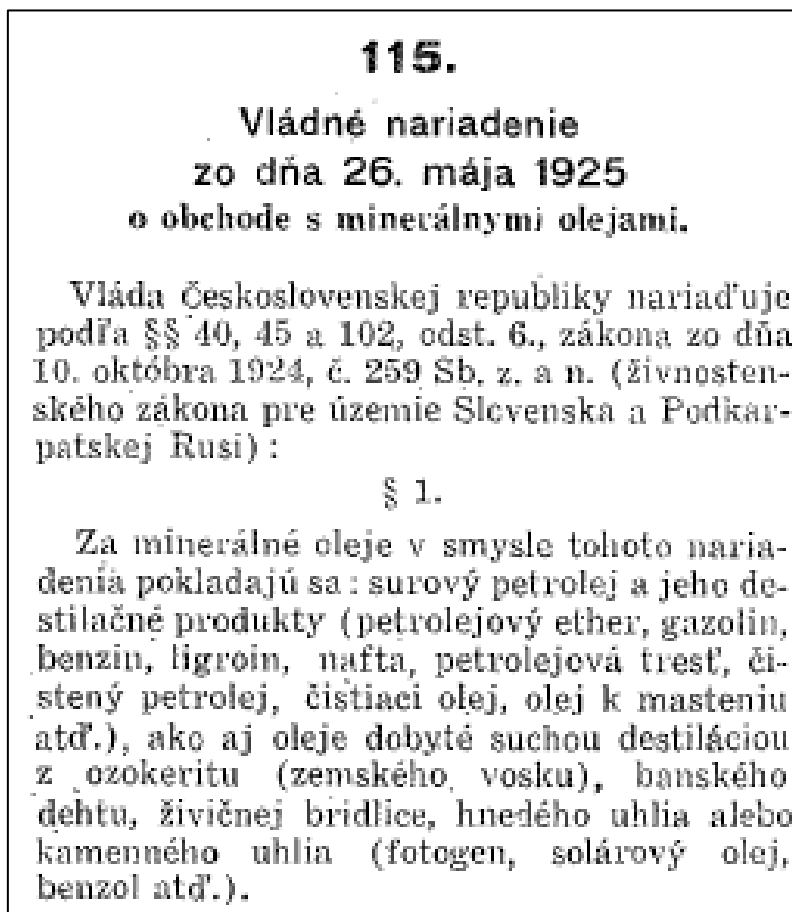 115.
Vládné nariadenie
zo dňa 26. mája 1925
o obchode s minerálnymi olejami.
Vláda Československej republiky nariaďuje
podľa §§ 40, 45 a 102, odst. 6., zákona zo dňa
10. októbra 1924, č. 259 Sb. z. a n. (živnosten-
ského zákona pre územie Slovenska a Podkar-
patskej Rusi):
§ 1.
Za minerálné oleje v smysle tohoto naria-
denia pokladajú sa: surový petrolej a jeho de-
stilačné produkty (petrolejový ether, gazolin,
benzin, ligroin, nafta, petrolejová tresť, či-
stený petrolej, čistiaci olej, olej k masteniu
atď.), ako aj oleje dobyté suchou destiláciou
z ozokeritu (zemského vosku), banského
dehtu, živičnej bridlice, hnedého uhlia alebo
kamenného uhlia (fotogen, solárový olej,
benzol atď.).